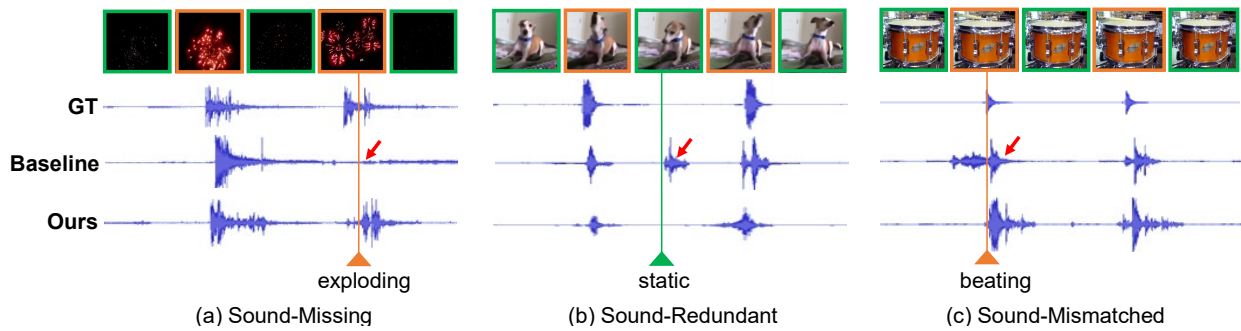 GT
Baseline
Ours
exploding
static
beating
(a) Sound-Missing
(b) Sound-Redundant
(c) Sound-Mismatched